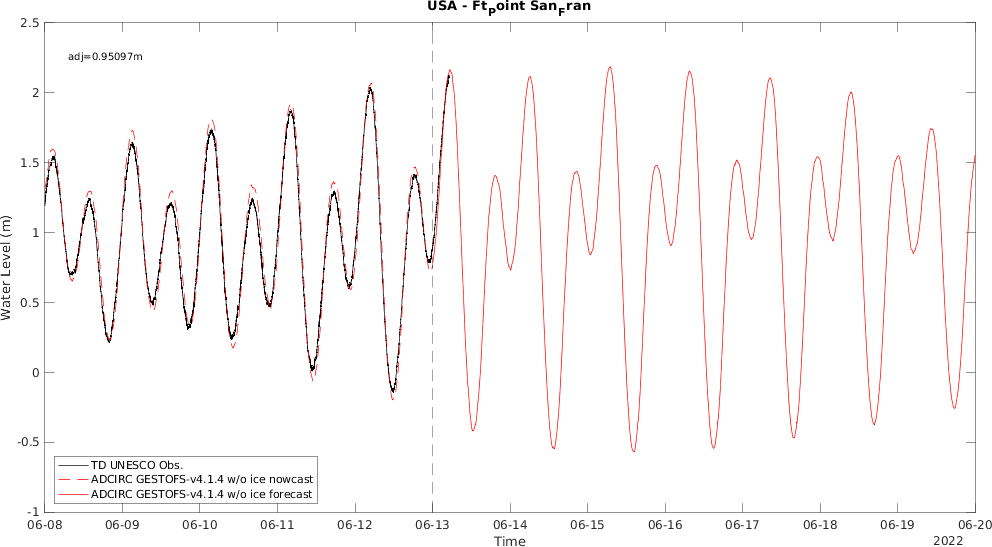 USA - Ft_Point San_Fran
adj=0.95097m
2.5
2
1.5
1
0.5
0
-0.5
-1
Water Level (m)
TD UNESCO Obs.
ADCIRC GESTOFS-v4.1.4 w/o ice nowcast
ADCIRC GESTOFS-v4.1.4 w/o ice forecast
06-08 06-09 06-10 06-11 06-12 06-13 06-14 06-15 06-16 06-17 06-18 06-19 06-20
Time
2022